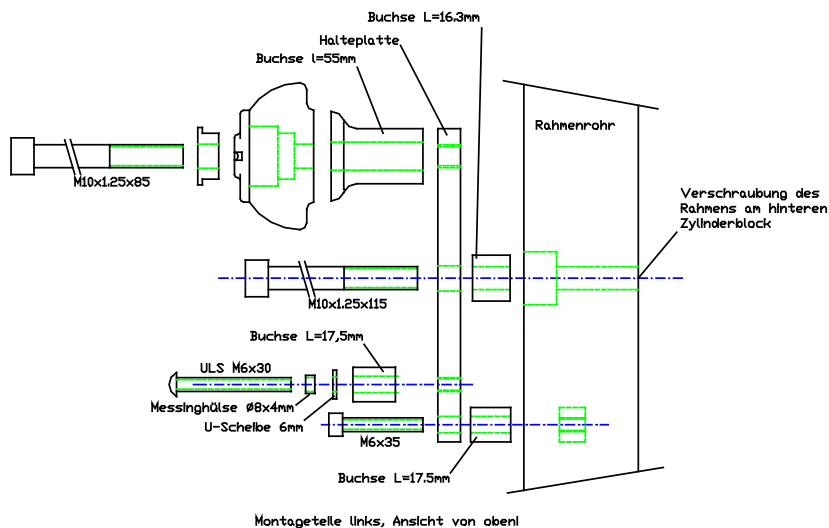 Buchse L=16.3mm
Halteplatte
Buchse l=55mm
Rahmenrohr
M10x1.25x85
Verschraubung des
Rahmens am hinteren
Zylinderblock
M10x1.25x115
Buchse L=17,5mm
ULS M6x30
Messinghülse Ø8x4mm
U-Scheibe 6mm
M6x35
Buchse L=17.5mm
Montageteile links, Ansicht von oben!